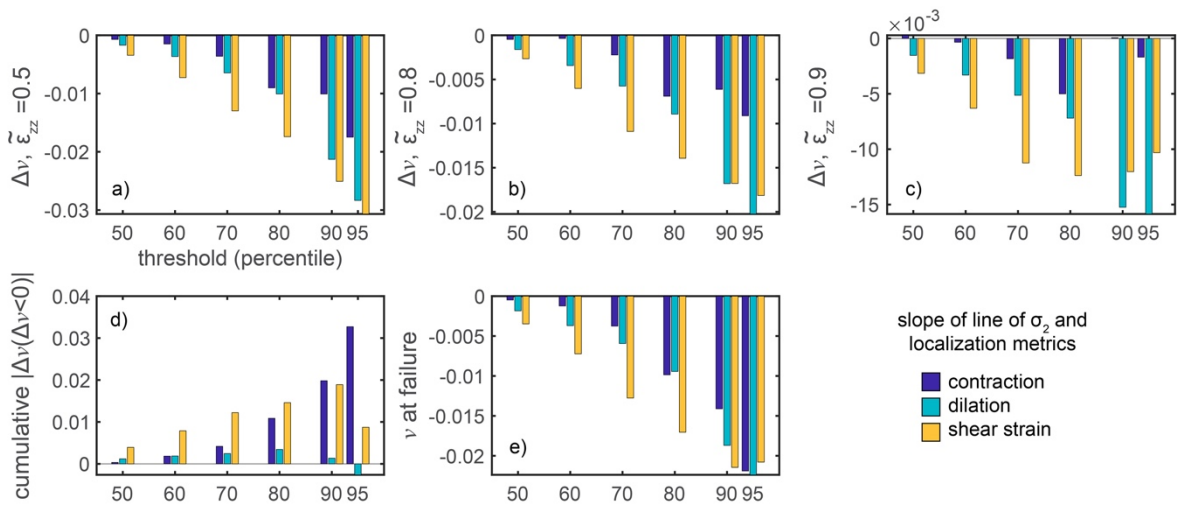 0
-0.01
-0.02
-0.03
Δν, ε̃zz =0.5
a)
50 60 70 80 90 95
threshold (percentile)
0
-0.005
-0.01
-0.015
-0.02
Δν, ε̃zz =0.8
b)
50 60 70 80 90 95
×10⁻³
0
-5
-10
-15
Δν, ε̃zz =0.9
c)
50 60 70 80 90 95
0.04
0.03
0.02
0.01
0
cumulative |Δν(Δν<0)|
d)
50 60 70 80 90 95
0
-0.005
-0.01
-0.015
-0.02
ν at failure
e)
50 60 70 80 90 95
slope of line of σ₂ and
localization metrics
contraction
dilation
shear strain